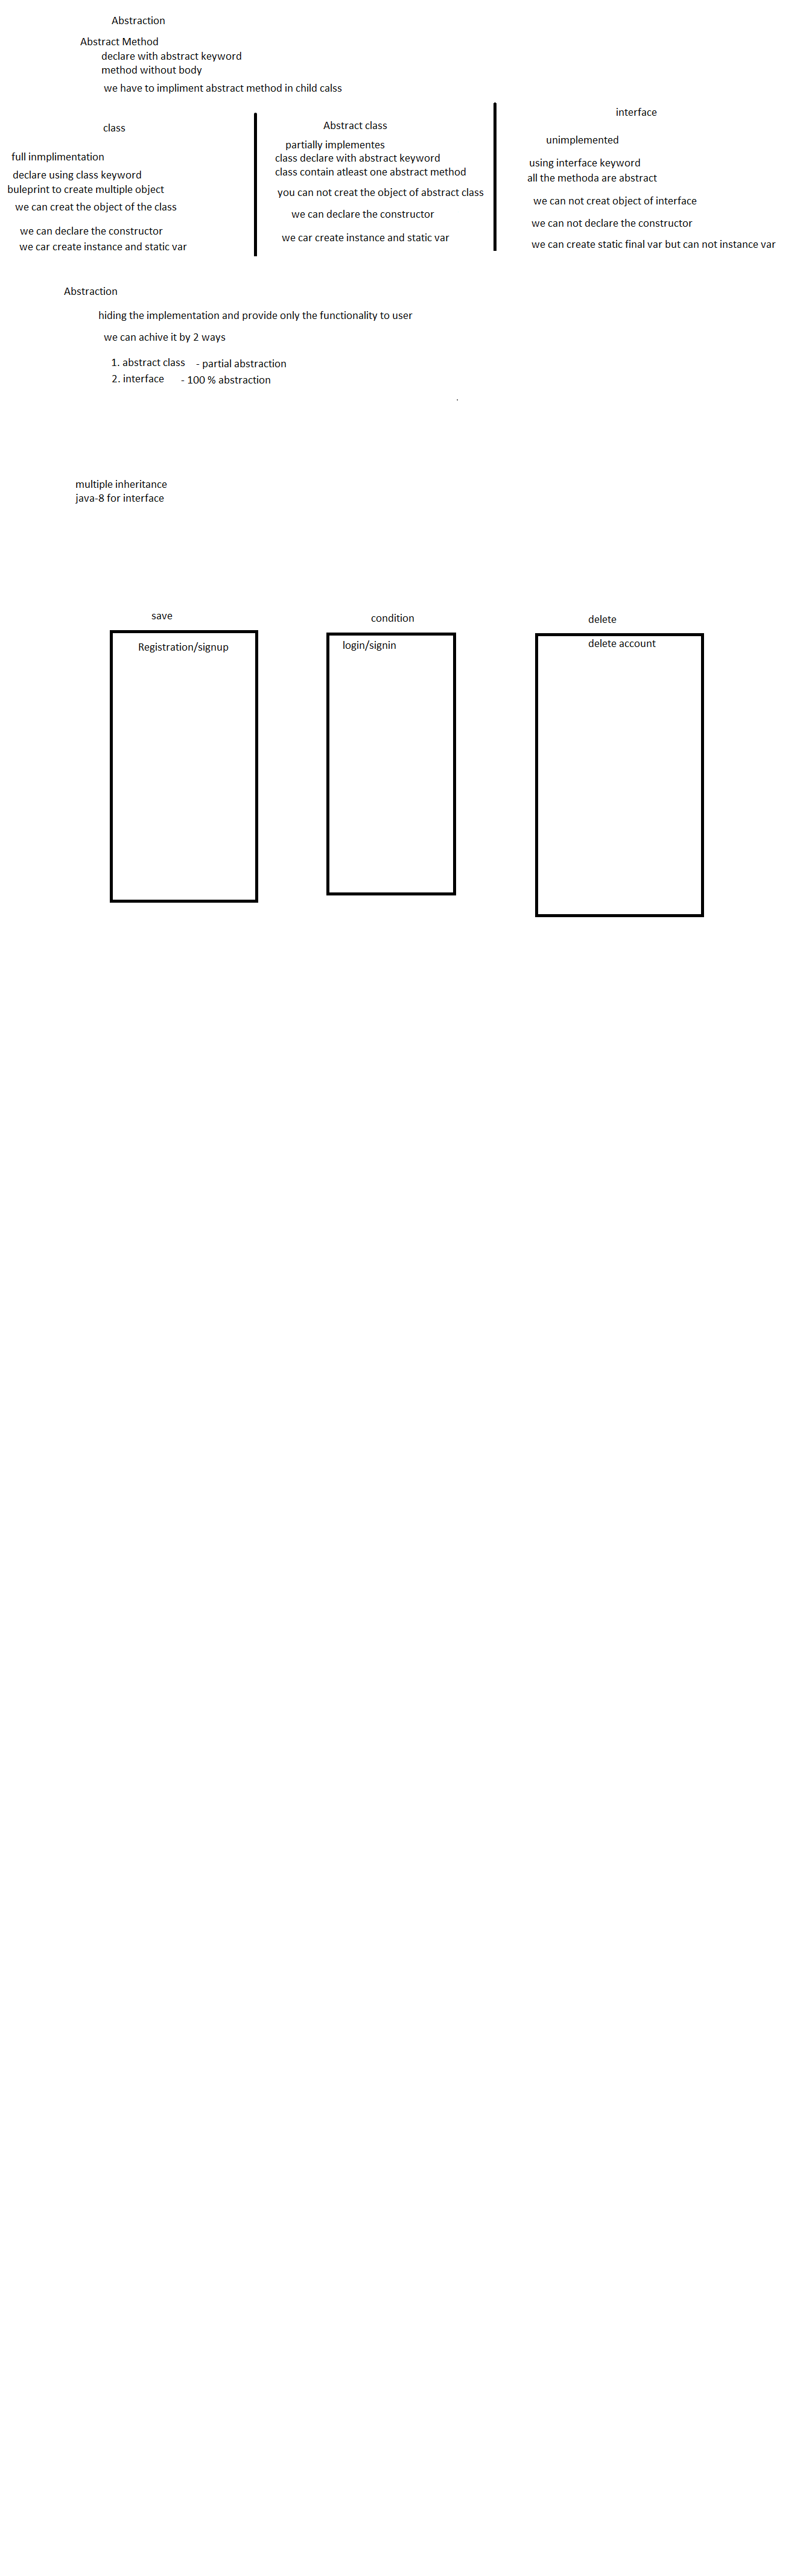 Abstraction
Abstract Method
declare with abstract keyword
method without body
we have to impliment abstract method in child calss
class
full inmplimentation
declare using class keyword
buleprint to create multiple object
we can creat the object of the class
we can declare the constructor
we car create instance and static var
Abstract class
partially implementes
class declare with abstract keyword
class contain atleast one abstract method
you can not creat the object of abstract class
we can declare the constructor
we car create instance and static var
interface
unimplemented
using interface keyword
all the methoda are abstract
we can not creat object of interface
we can not declare the constructor
we can create static final var but can not instance var
Abstraction
hiding the implementation and provide only the functionality to user
we can achive it by 2 ways
1. abstract class - partial abstraction
2. interface - 100 % abstraction
multiple inheritance
java-8 for interface
save
Registration/signup
condition
login/signin
delete
delete account